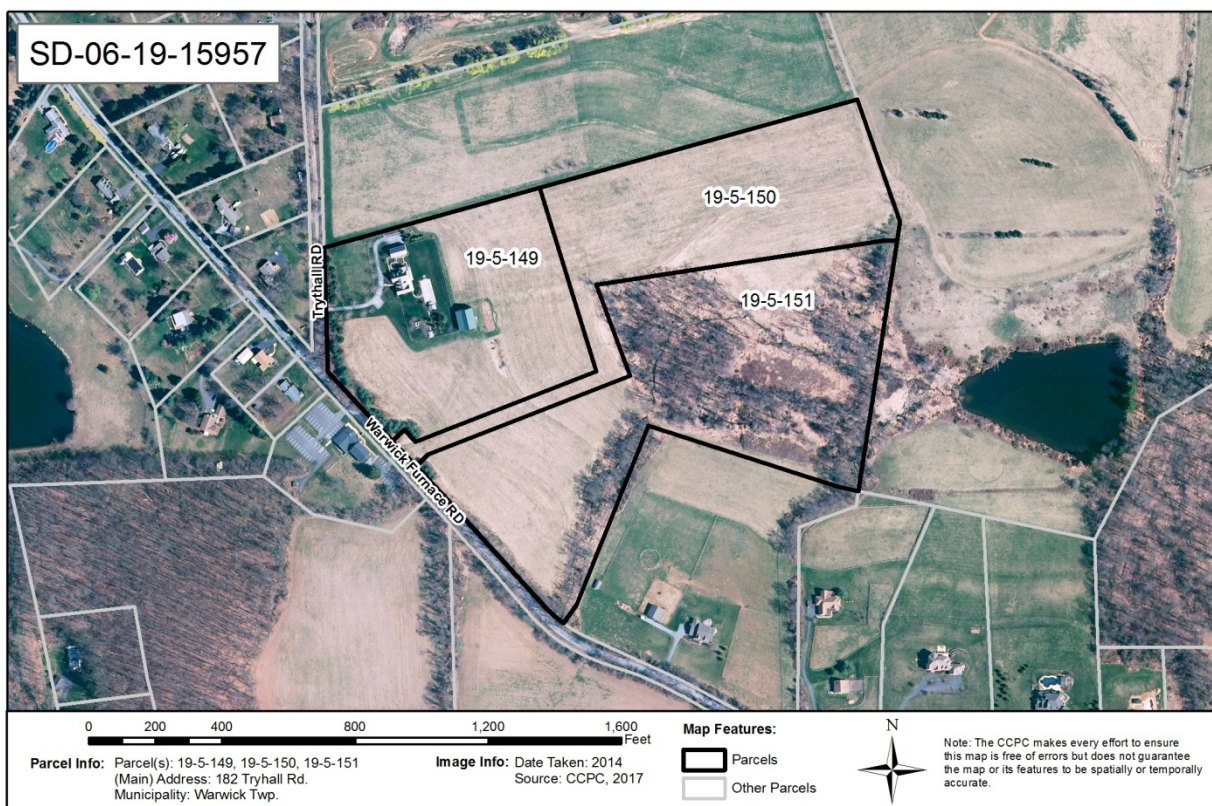 SD-06-19-15957
19-5-150
19-5-149
19-5-151
Trythall RD
Warwick Furnace RD
0 200 400 800 1,200 1,600
Feet
Parcel Info: Parcel(s): 19-5-149, 19-5-150, 19-5-151
(Main) Address: 182 Tryhall Rd.
Municipality: Warwick Twp.
Image Info: Date Taken: 2014
Source: CCPC, 2017
Map Features:
Parcels
Other Parcels
N
Note: The CCPC makes every effort to ensure
this map is free of errors but does not guarantee
the map or its features to be spatially or temporally
accurate.